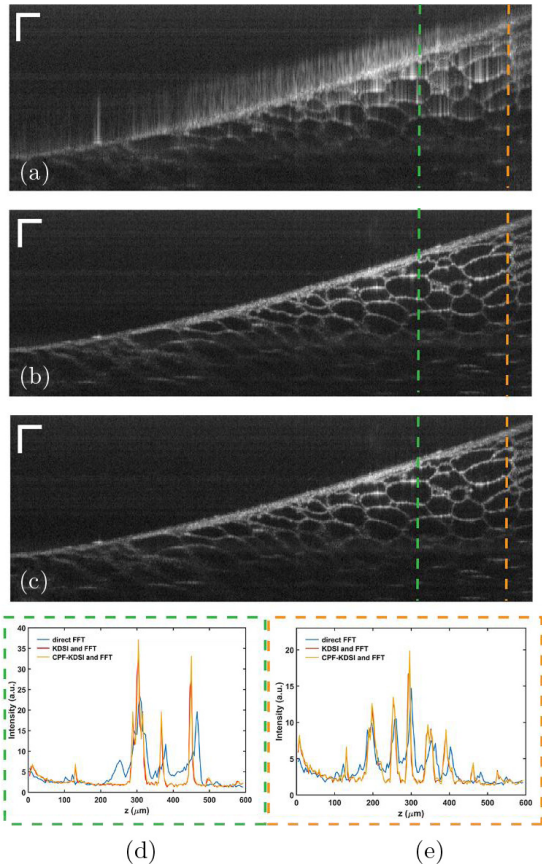 (a)
(b)
(c)
40
35
30
25
20
15
10
5
0
Intensity (a.u.)
direct FFT
KDSI and FFT
CPF-KDSI and FFT
0 100 200 300 400 500 600
z (μm)
20
15
10
5
0
Intensity (a.u.)
direct FFT
KDSI and FFT
CPF-KDSI and FFT
0 100 200 300 400 500 600
z (μm)
(d) (e)